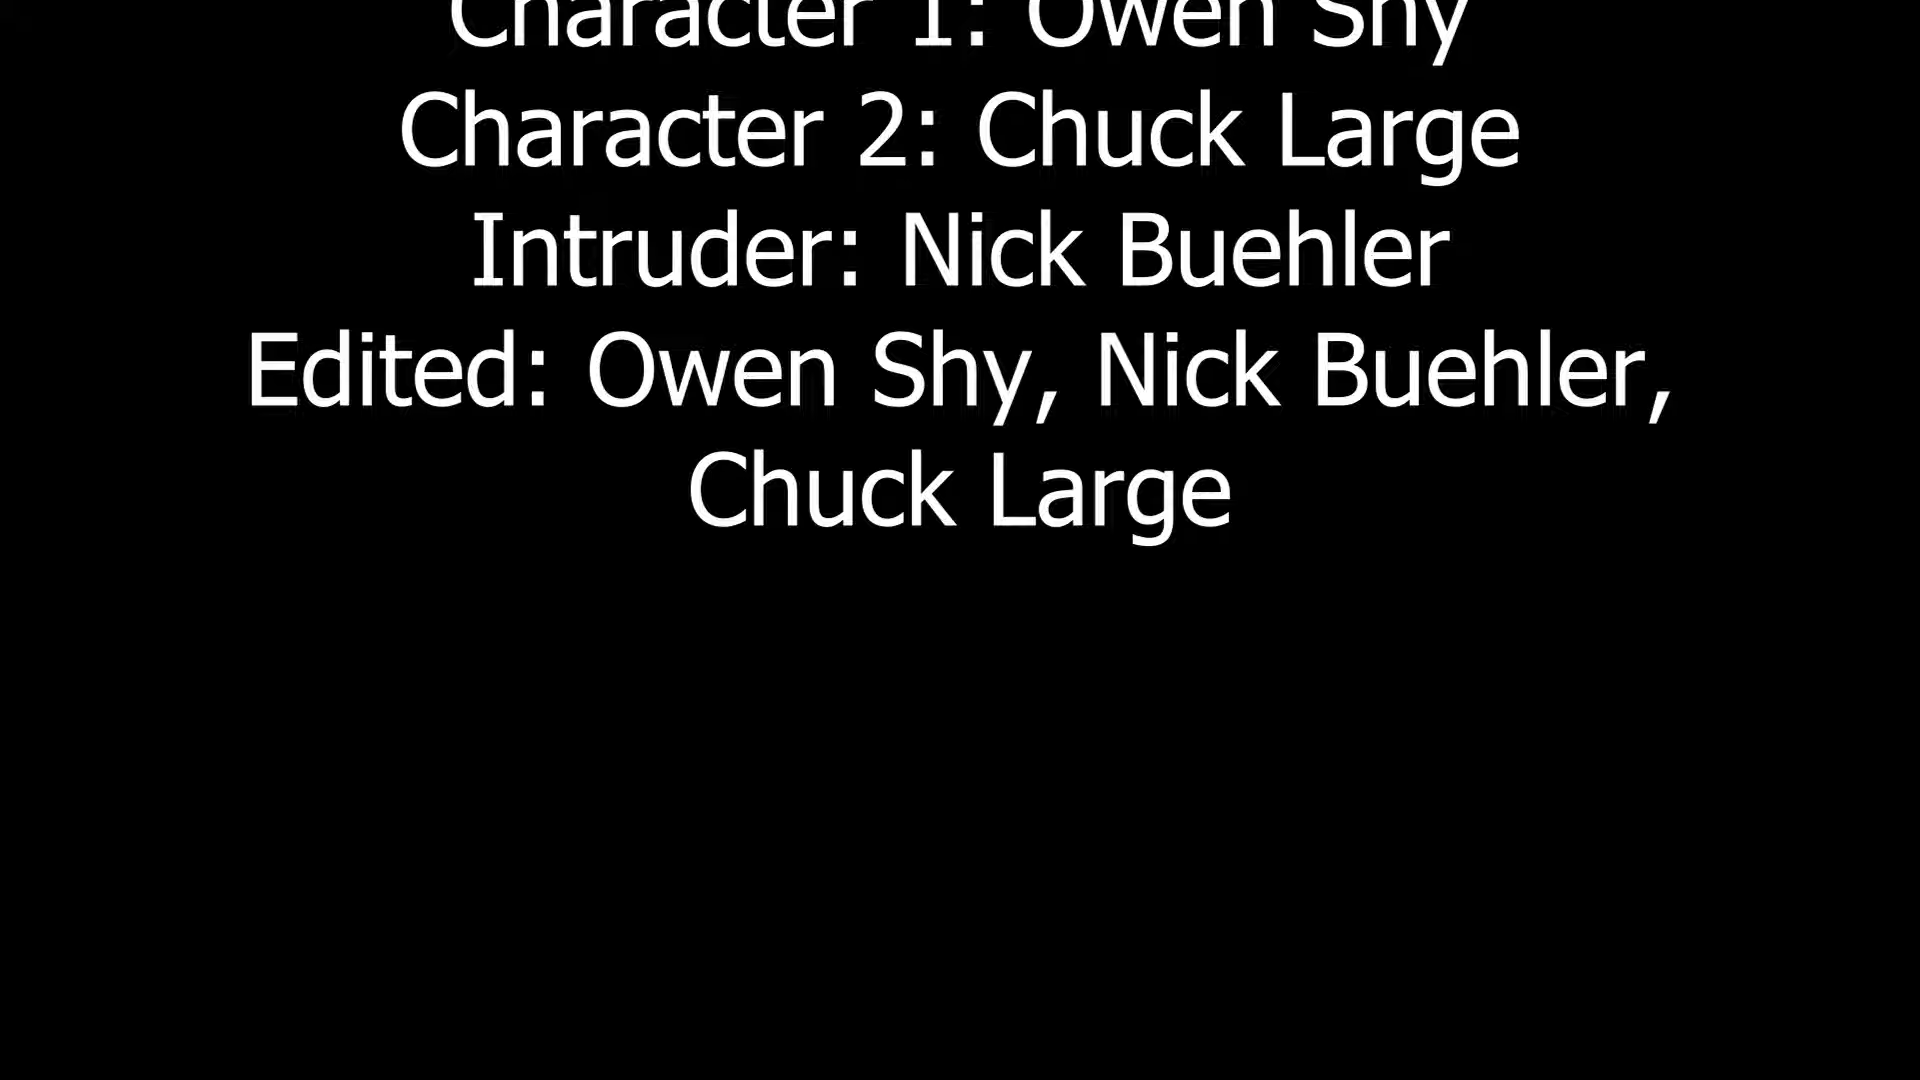 Character 1: Owen Shy
Character 2: Chuck Large
Intruder: Nick Buehler
Edited: Owen Shy, Nick Buehler,
Chuck Large